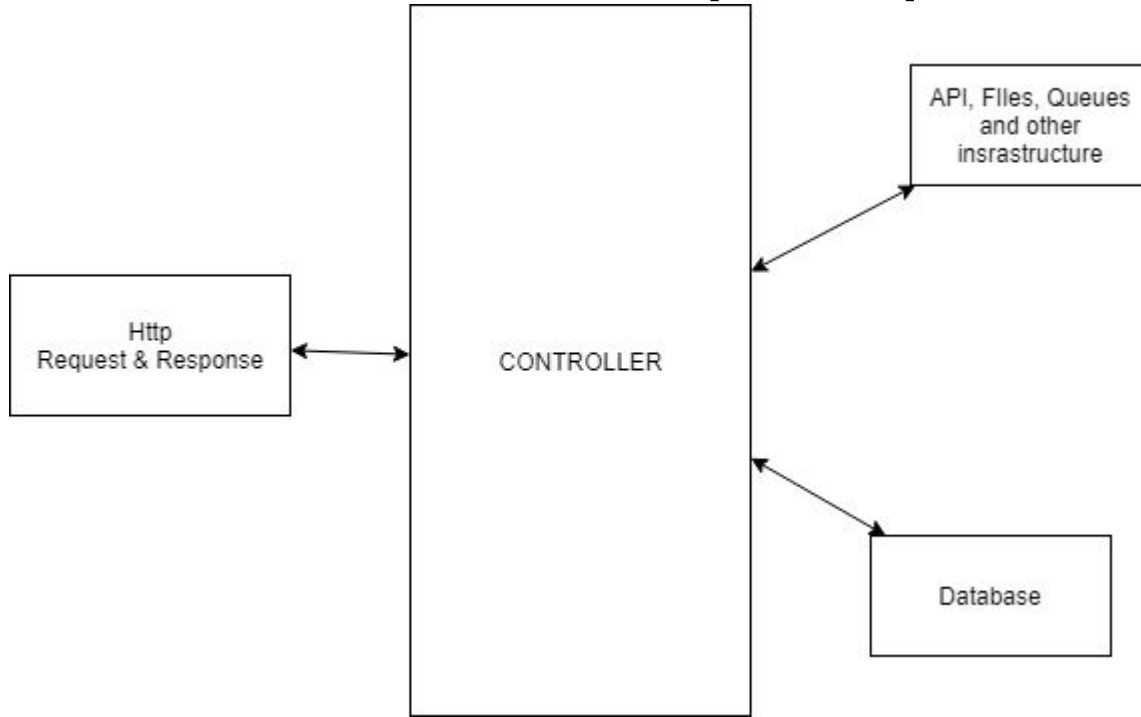 Http
Request & Response
CONTROLLER
API, FIles, Queues
and other
insrastructure
Database